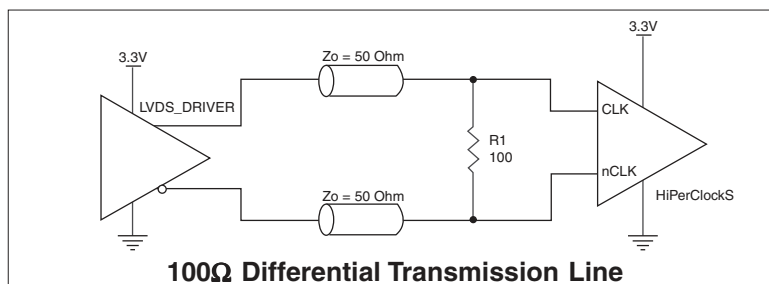 3.3V
3.3V
Zo = 50 Ohm
LVDS_DRIVER
CLK
R1
100
nCLK
Zo = 50 Ohm
HiPerClockS
100Ω Differential Transmission Line